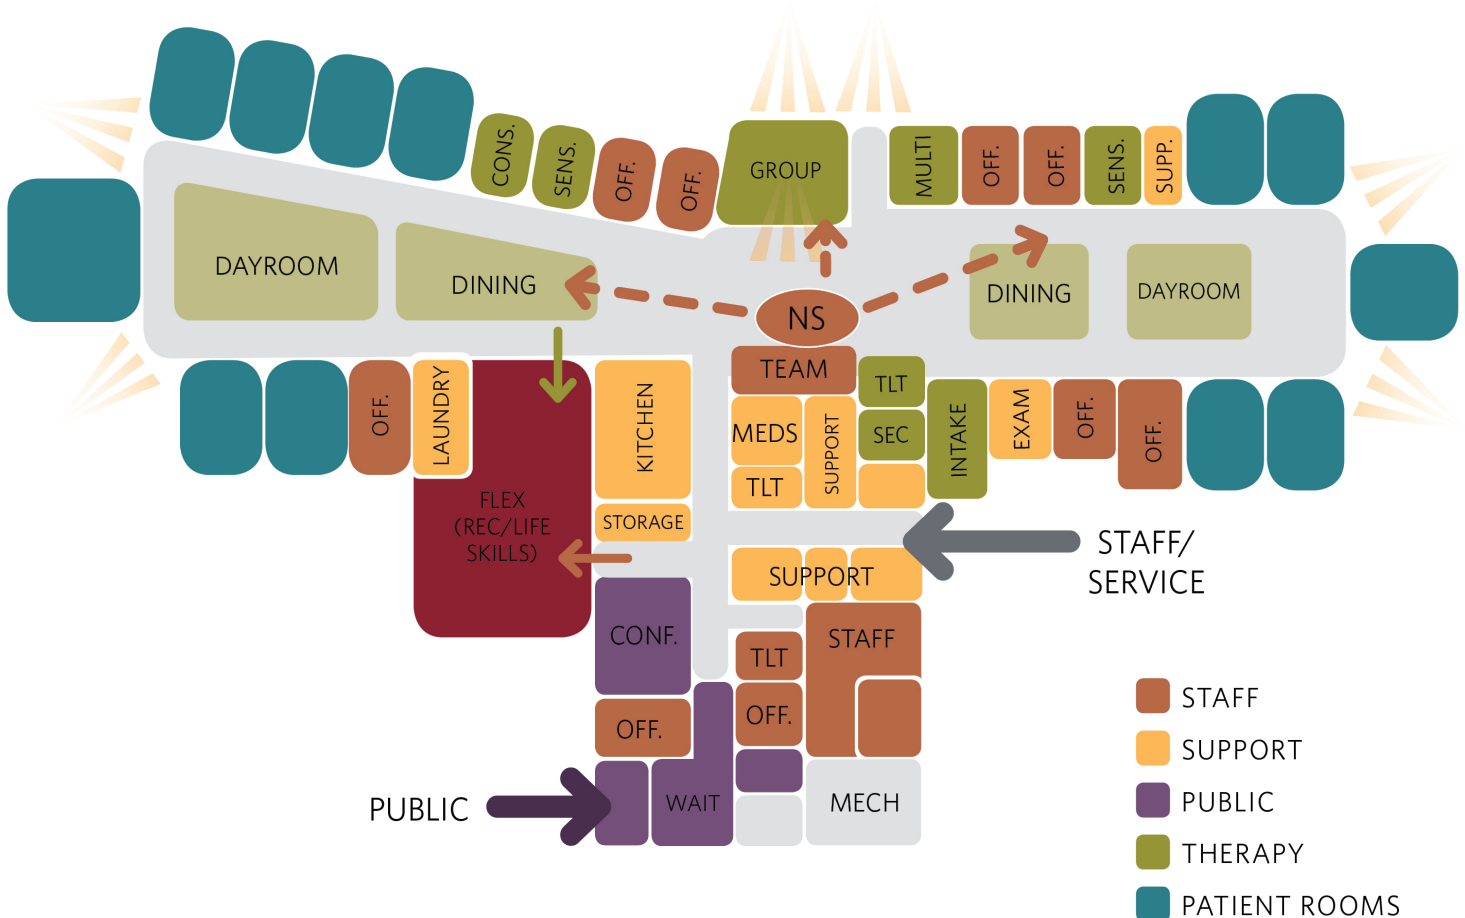 CONS.
SENS.
OFF.
OFF.
GROUP
MULTI
OFF.
OFF.
SENS.
SUPP.
DAYROOM
DINING
NS
DINING
DAYROOM
OFF.
LAUNDRY
FLEX
(REC/LIFE
SKILLS)
KITCHEN
STORAGE
TEAM
MEDS
TLT
SUPPORT
TLT
SEC
INTAKE
EXAM
OFF.
OFF.
STAFF/
SERVICE
SUPPORT
CONF.
TLT
STAFF
OFF.
OFF.
PUBLIC
WAIT
MECH
STAFF
SUPPORT
PUBLIC
THERAPY
PATIENT ROOMS